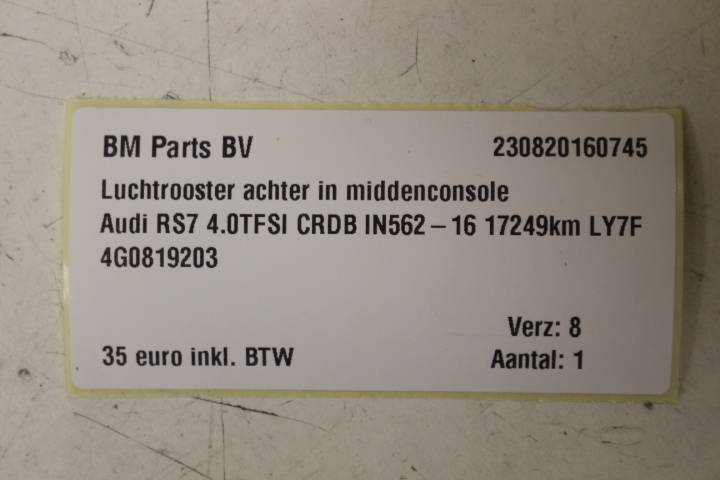 BM Parts BV 230820160745
Luchtrooster achter in middenconsole
Audi RS7 4.0TFSI CRDB IN562 – 16 17249km LY7F
4G0819203
Verz: 8
35 euro inkl. BTW Aantal: 1